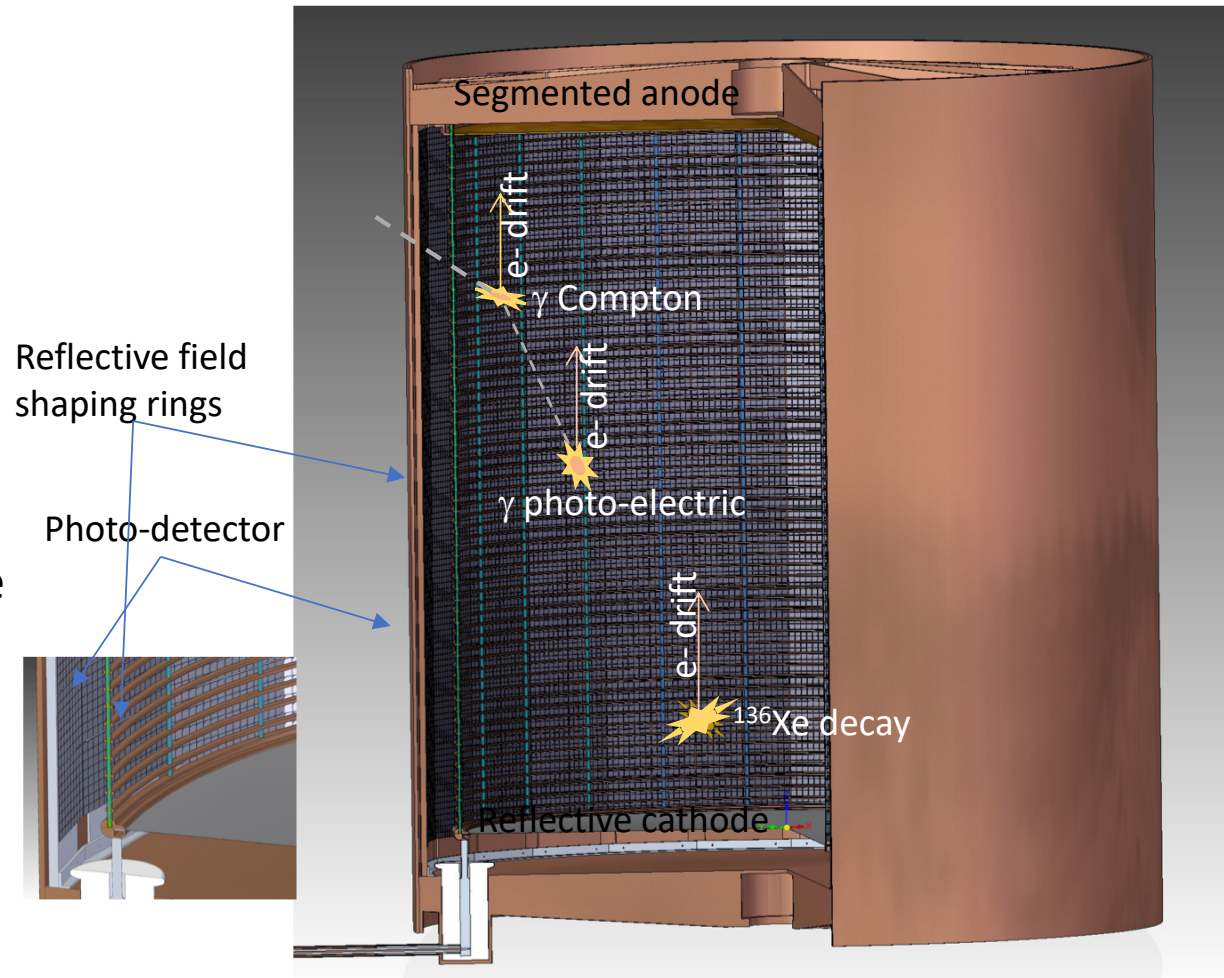 Segmented anode
e- drift
γ Compton
Reflective field
shaping rings
e- drift
γ photo-electric
Photo-detector
e
e- drift
¹³⁶Xe decay
Reflective cathode